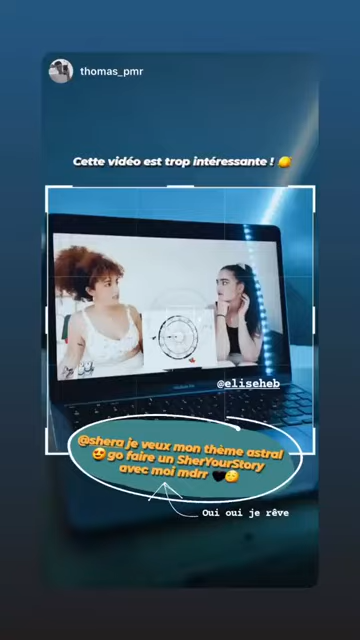 thomas_pmr
Cette vidéo est trop intéressante !
@eliseheb
@shera je veux mon thème astral
go faire un SherYourStory
avec moi mdrr
Oui oui je rêve